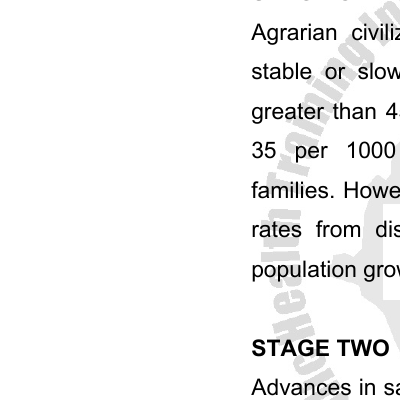 Agrarian civili
stable or slow
greater than 4
35 per 1000
families. Howe
rates from dis
population grow
STAGE TWO
Advances in sa